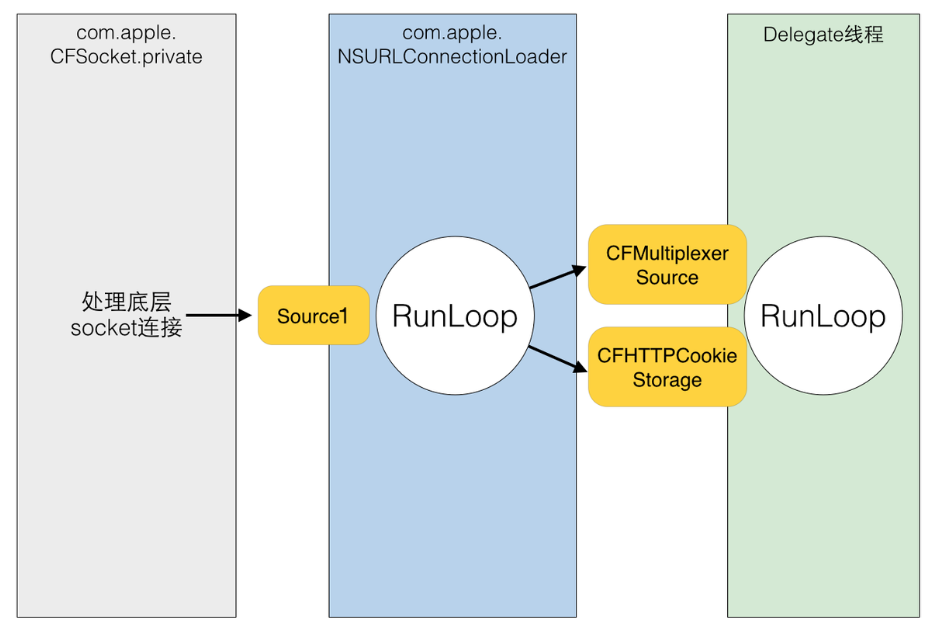 com.apple.
CFSocket.private
com.apple.
NSURLConnectionLoader
Delegate线程
处理底层
socket连接
Source1
RunLoop
CFMultiplexer
Source
CFHTTPCookie
Storage
RunLoop